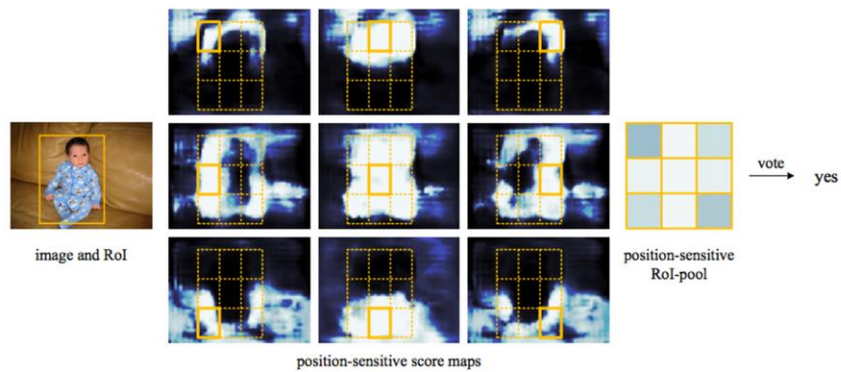 image and RoI
position-sensitive score maps
position-sensitive
RoI-pool
vote
yes